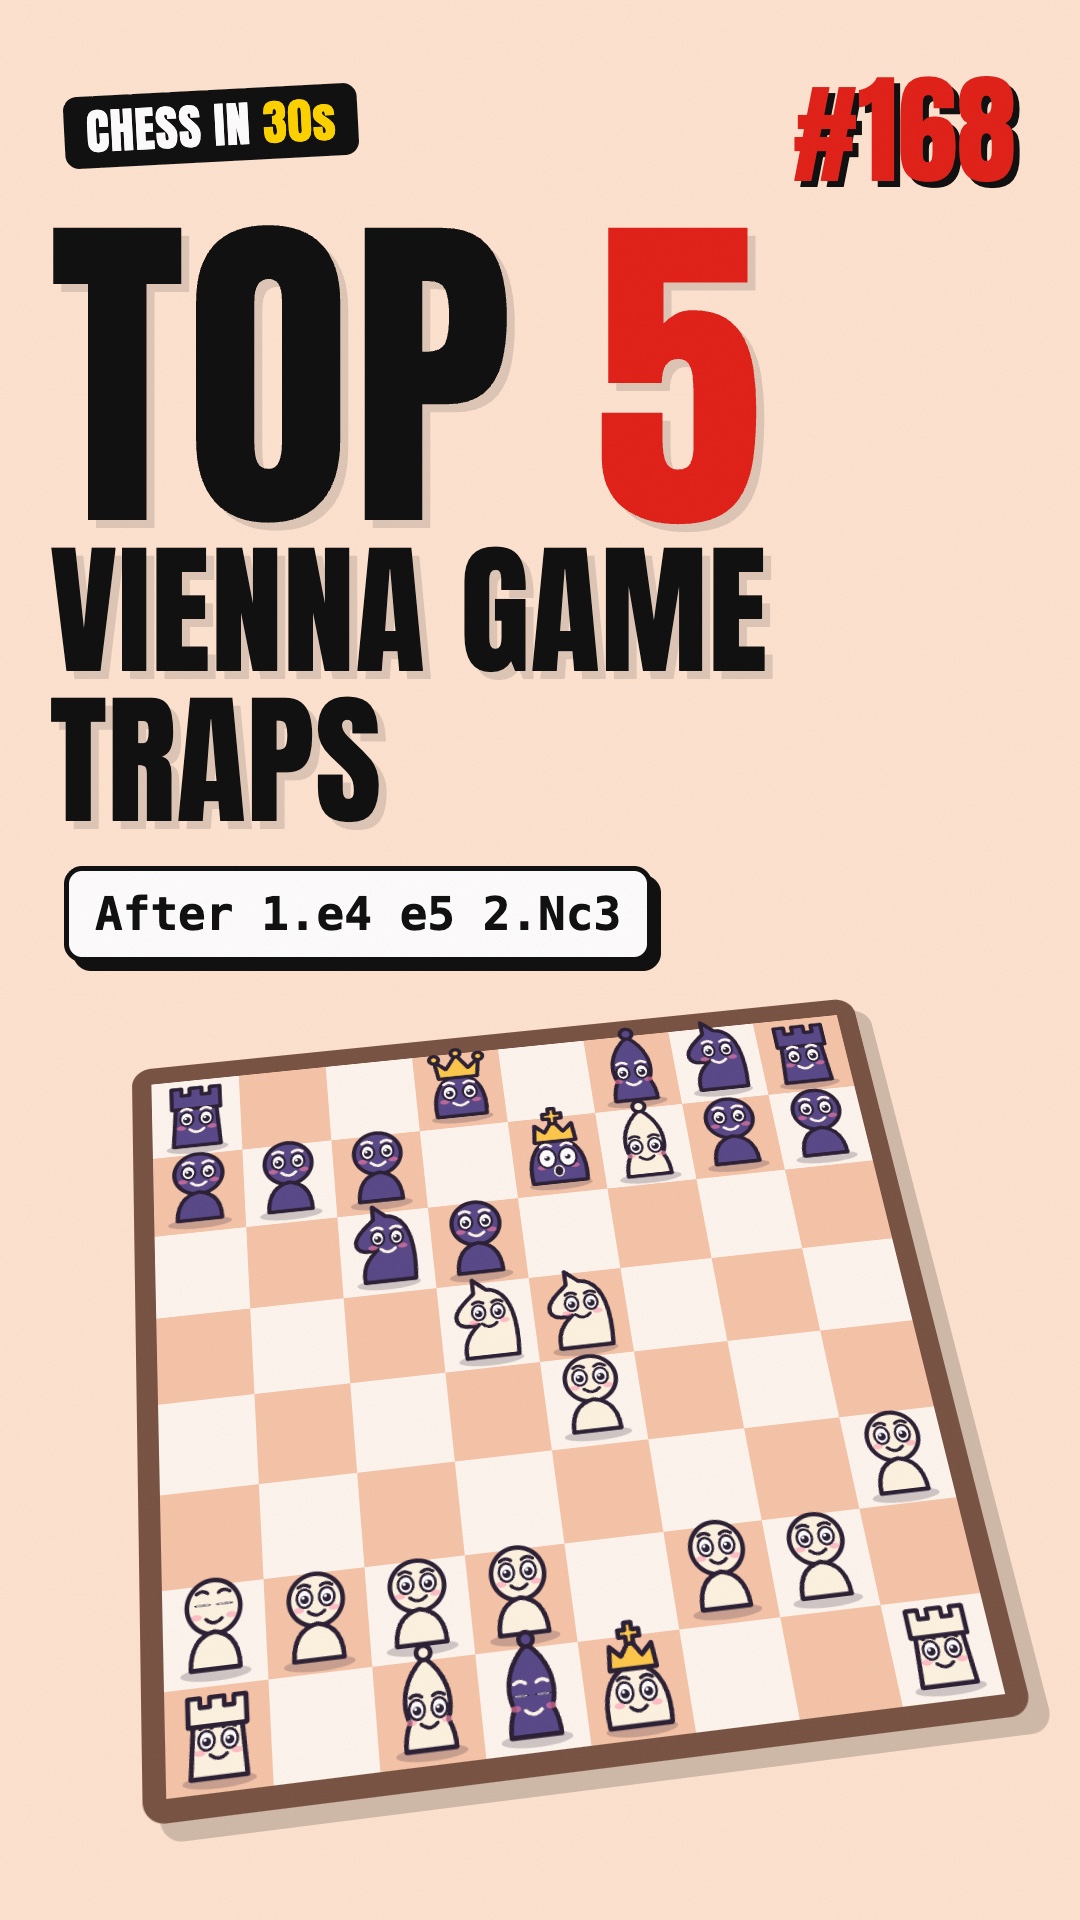 CHESS IN 30s
#168
TOP 5
VIENNA GAME
TRAPS
After 1.e4 e5 2.Nc3